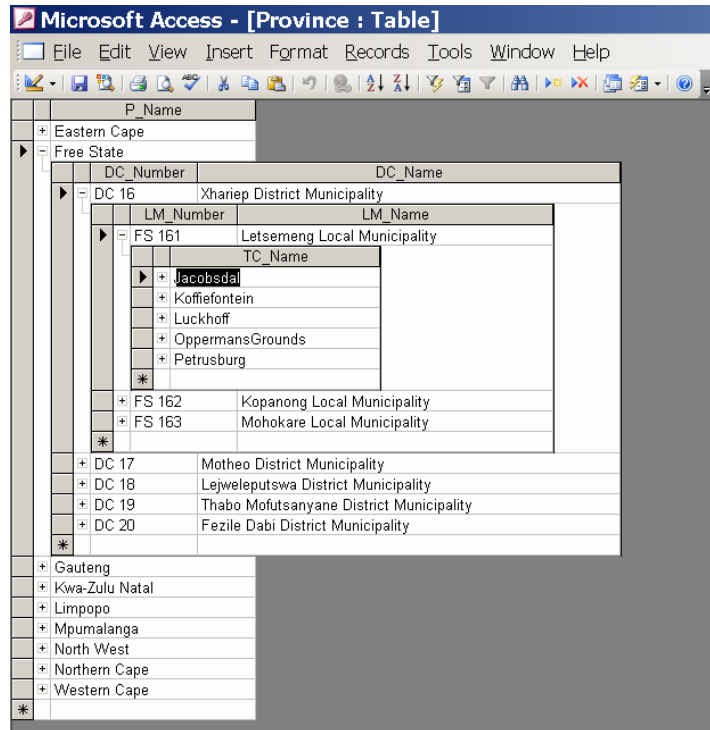 Microsoft Access - [Province : Table]
File Edit View Insert Format Records Tools Window Help
P_Name
Eastern Cape
Free State
DC_Number DC_Name
DC 16 Xhariep District Municipality
LM_Number LM_Name
FS 161 Letsemeng Local Municipality
TC_Name
Jacobsdal
Koffiefontein
Luckhoff
OppermansGrounds
Petrusburg
FS 162 Kopanong Local Municipality
FS 163 Mohokare Local Municipality
DC 17 Motheo District Municipality
DC 18 Lejweleputswa District Municipality
DC 19 Thabo Mofutsanyane District Municipality
DC 20 Fezile Dabi District Municipality
Gauteng
Kwa-Zulu Natal
Limpopo
Mpumalanga
North West
Northern Cape
Western Cape